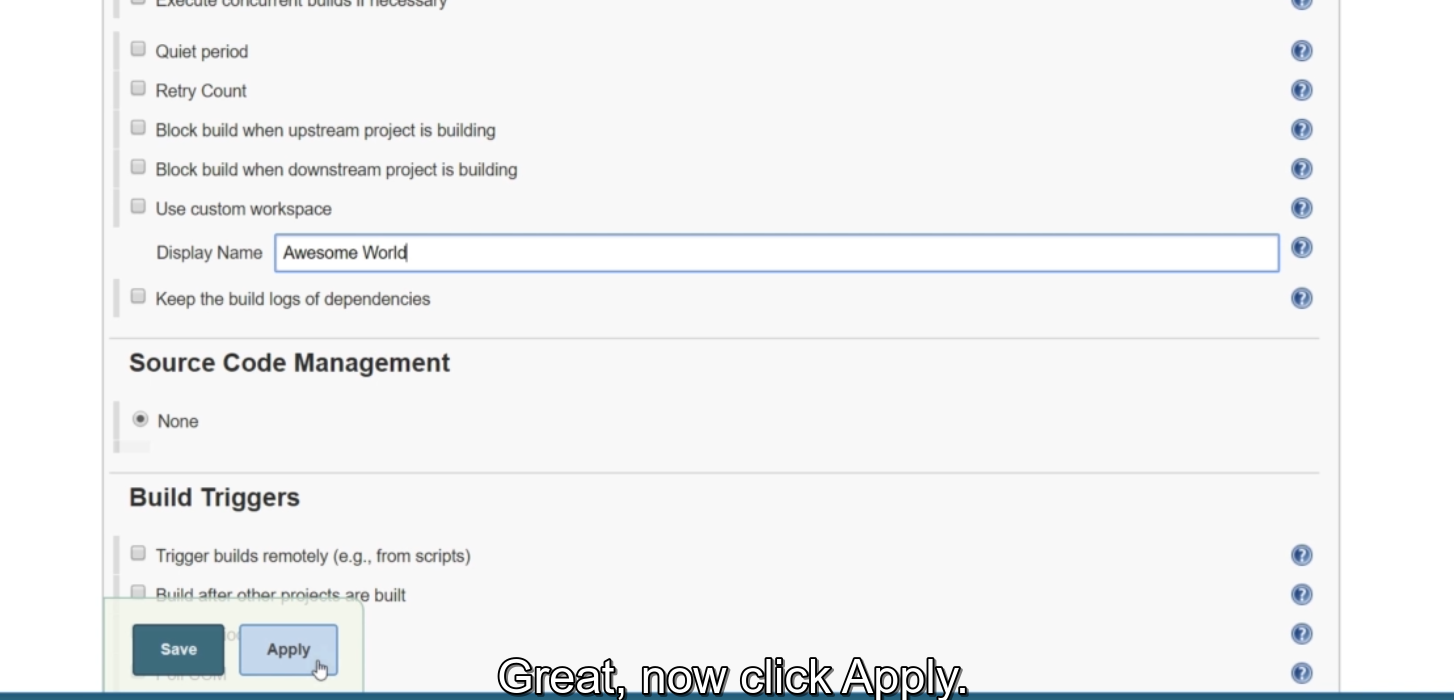 Execute concurrent builds if necessary
Quiet period
Retry Count
Block build when upstream project is building
Block build when downstream project is building
Use custom workspace
Display Name Awesome World
Keep the build logs of dependencies
Source Code Management
None
Build Triggers
Trigger builds remotely (e.g., from scripts)
Build after other projects are built
Save Apply
Poll SCM
Great, now click Apply.